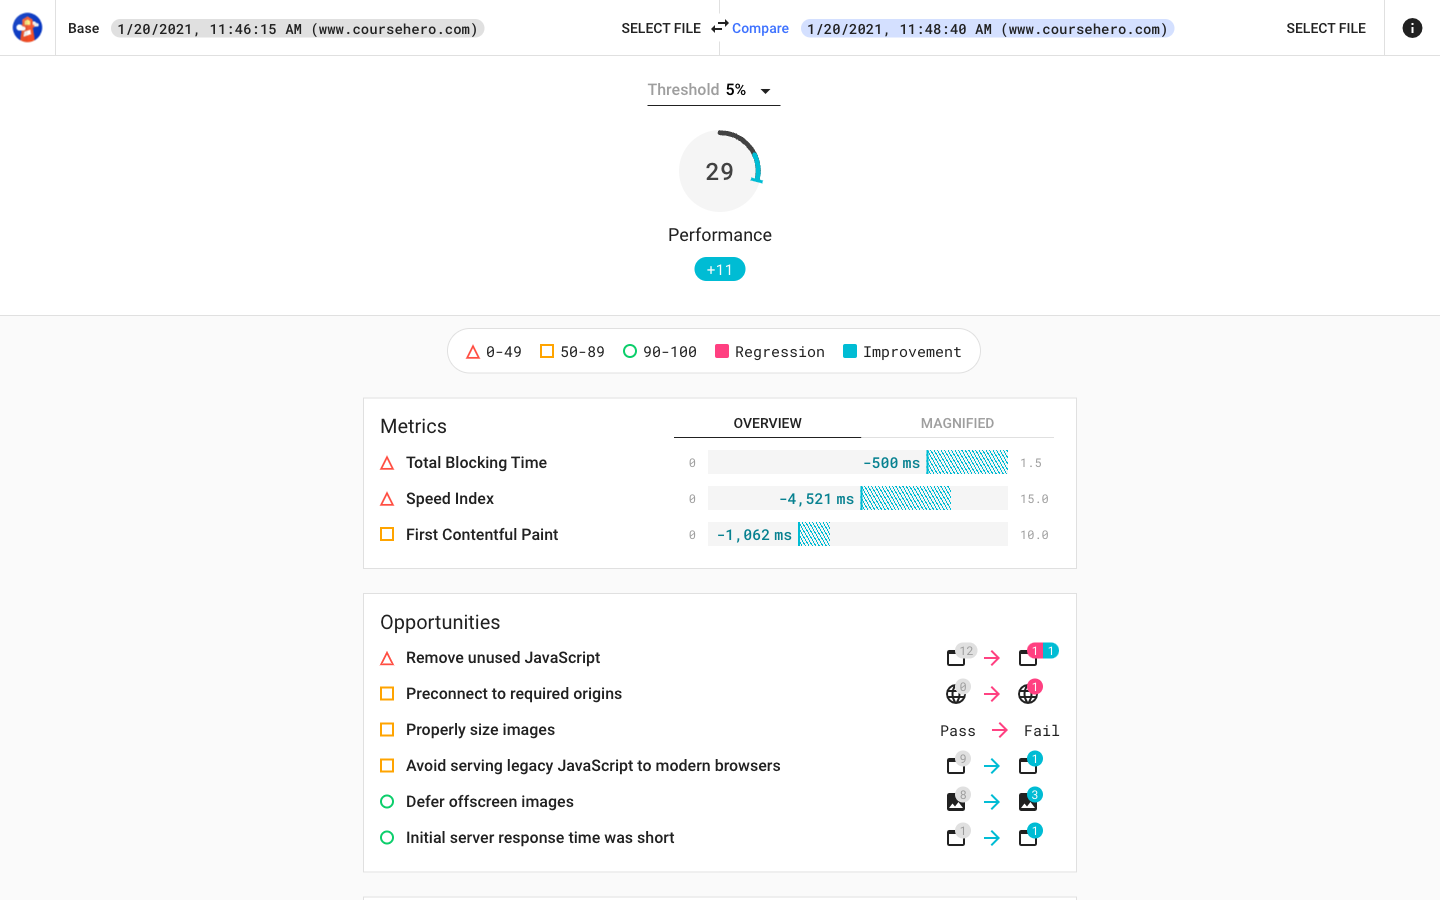 Base 1/20/2021, 11:46:15 AM (www.coursehero.com) SELECT FILE Compare 1/20/2021, 11:48:40 AM (www.coursehero.com) SELECT FILE
Threshold 5%
29
Performance
+11
0-49 50-89 90-100 Regression Improvement
Metrics OVERVIEW MAGNIFIED
Total Blocking Time 0 -500 ms 1.5
Speed Index 0 -4,521 ms 15.0
First Contentful Paint 0 -1,062 ms 10.0
Opportunities
Remove unused JavaScript 12 1 1
Preconnect to required origins 0 1
Properly size images Pass Fail
Avoid serving legacy JavaScript to modern browsers 9 1
Defer offscreen images 8 3
Initial server response time was short 1 1